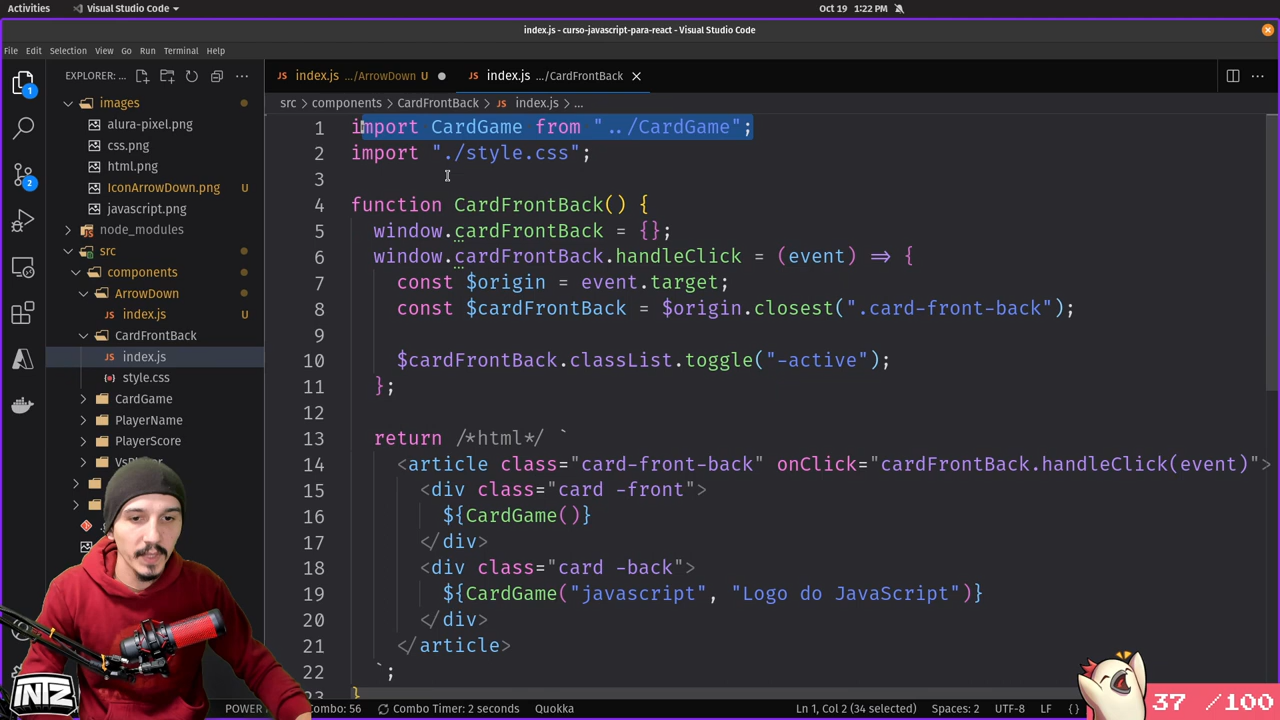 Activities
Visual Studio Code
Oct 19 1:22 PM
index.js - curso-javascript-para-react - Visual Studio Code
File Edit Selection View Go Run Terminal Help
EXPLORER: ...
index.js .../ArrowDown U
index.js .../CardFrontBack
src > components > CardFrontBack > index.js > ...
images
alura-pixel.png
css.png
html.png
IconArrowDown.png U
javascript.png
node_modules
src
components
ArrowDown
index.js U
CardFrontBack
index.js
style.css
CardGame
PlayerName
PlayerScore
1
2
1 import CardGame from "../CardGame";
2 import "./style.css";
3
4 function CardFrontBack() {
5 window.cardFrontBack = {};
6 window.cardFrontBack.handleClick = (event) => {
7 const $origin = event.target;
8 const $cardFrontBack = $origin.closest(".card-front-back");
9
10 $cardFrontBack.classList.toggle("-active");
11 };
12
13 return /*html*/ `
14 <article class="card-front-back" onClick="cardFrontBack.handleClick(event)">
15 <div class="card -front">
16 ${CardGame()}
17 </div>
18 <div class="card -back">
19 ${CardGame("javascript", "Logo do JavaScript")}
20 </div>
21 </article>
22 `;
23 }
INTZ
POWER Combo: 56 Combo Timer: 2 seconds Quokka Ln 1, Col 2 (34 selected) Spaces: 2 UTF-8 LF { }
37 /100